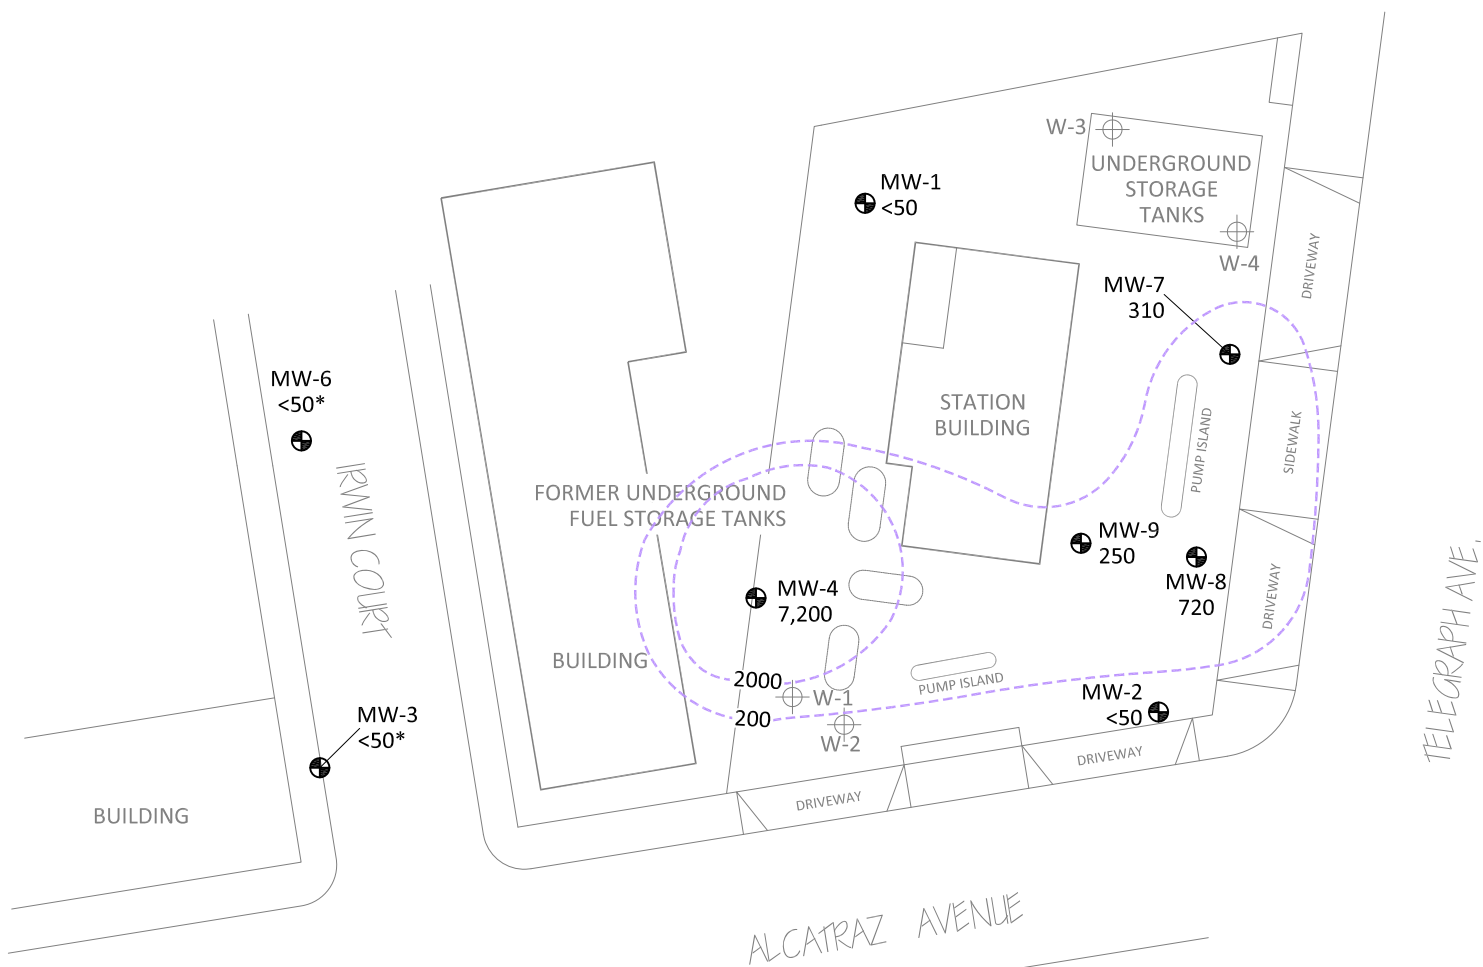 W-3
UNDERGROUND
STORAGE
TANKS
MW-1
<50
W-4
DRIVEWAY
MW-7
310
MW-6
<50*
STATION
BUILDING
PUMP ISLAND
SIDEWALK
IRWIN COURT
FORMER UNDERGROUND
FUEL STORAGE TANKS
MW-9
250
MW-8
720
DRIVEWAY
TELEGRAPH AVE.
MW-4
7,200
BUILDING
2000
PUMP ISLAND
W-1
MW-2
<50
200
W-2
MW-3
<50*
DRIVEWAY
DRIVEWAY
BUILDING
ALCATRAZ AVENUE